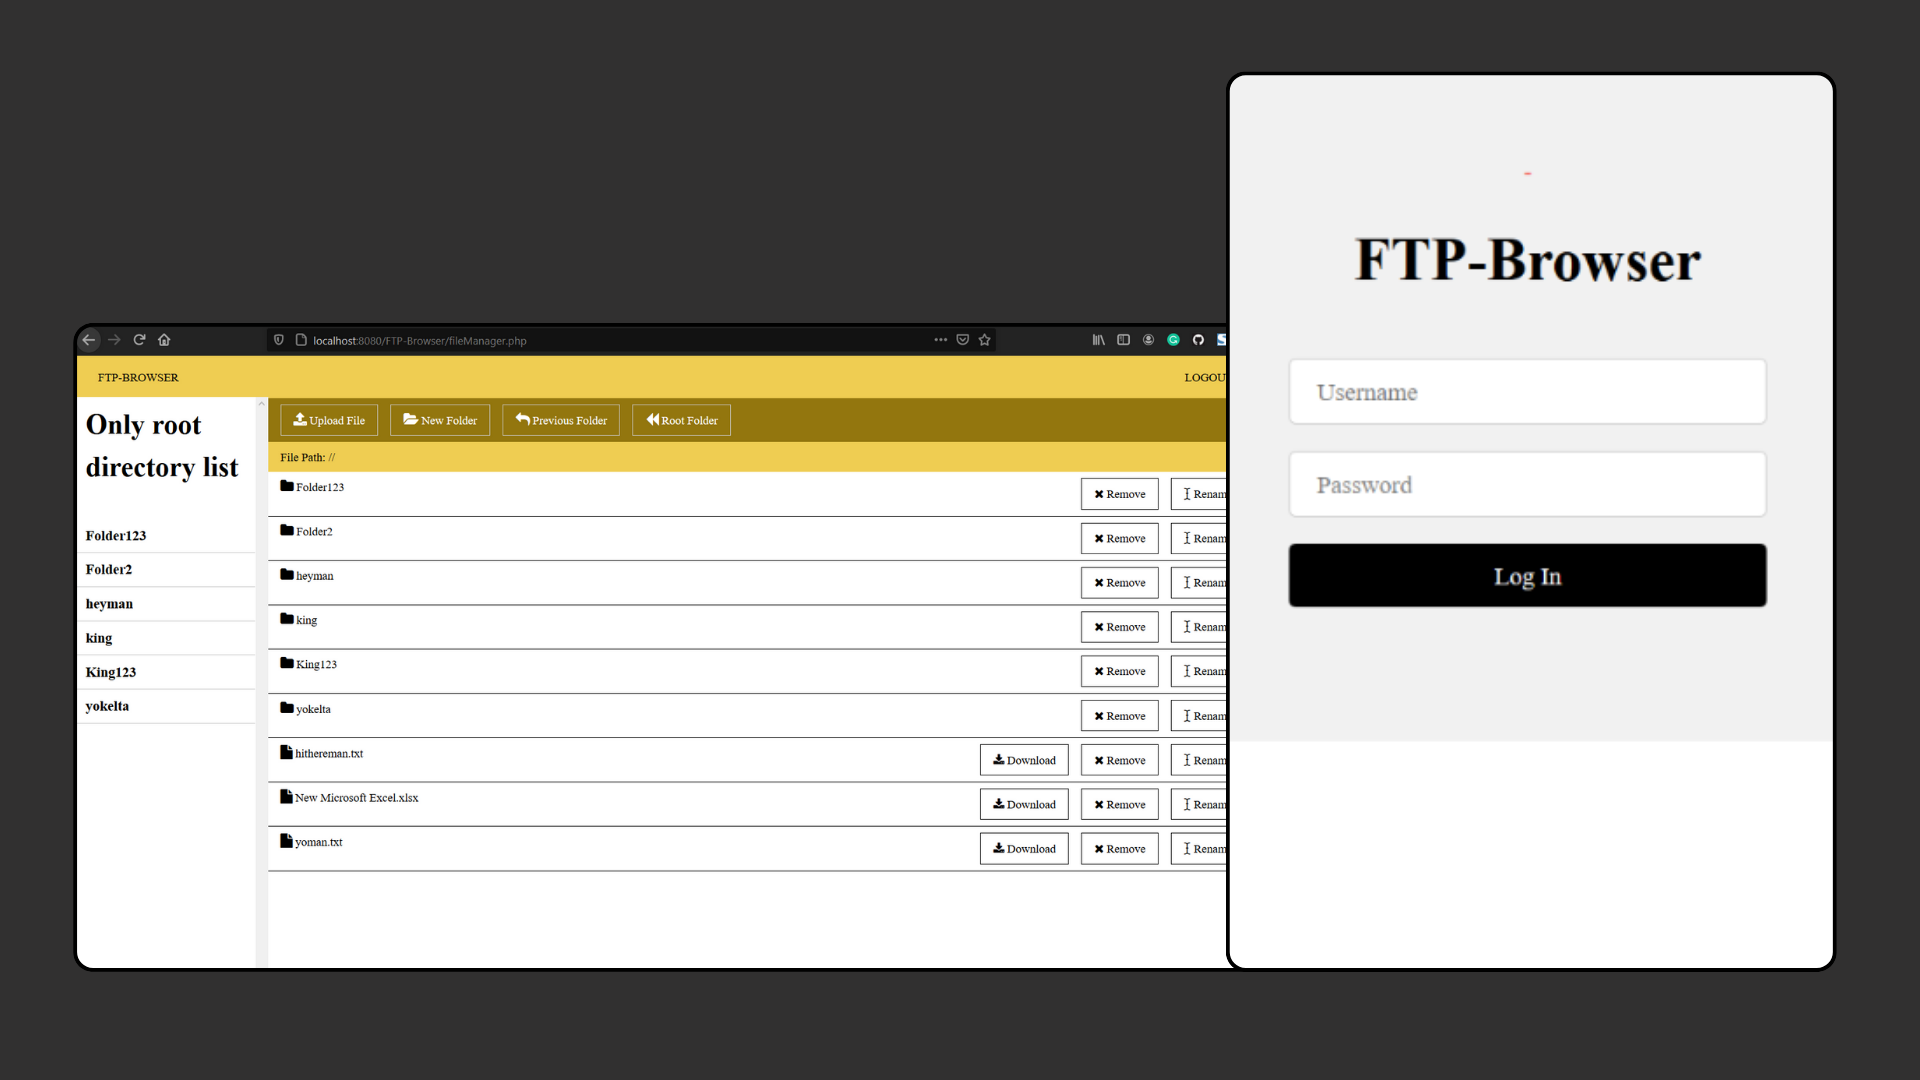 localhost:8080/FTP-Browser/fileManager.php
FTP-BROWSER
LOGOU
Only root
directory list
Folder123
Folder2
heyman
king
King123
yokelta
Upload File New Folder Previous Folder Root Folder
File Path: //
Folder123 Remove Renam
Folder2 Remove Renam
heyman Remove Renam
king Remove Renam
King123 Remove Renam
yokelta Remove Renam
hithereman.txt Download Remove Renam
New Microsoft Excel.xlsx Download Remove Renam
yoman.txt Download Remove Renam
FTP-Browser
Username
Password
Log In